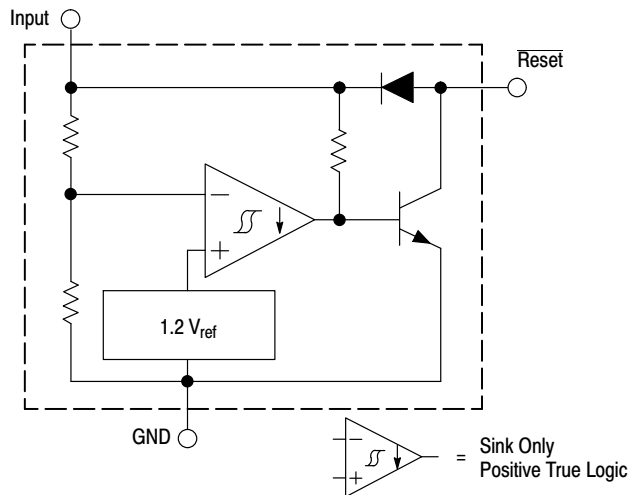 Input
Reset
−
+
1.2 Vref
GND
−
+
= Sink Only
Positive True Logic